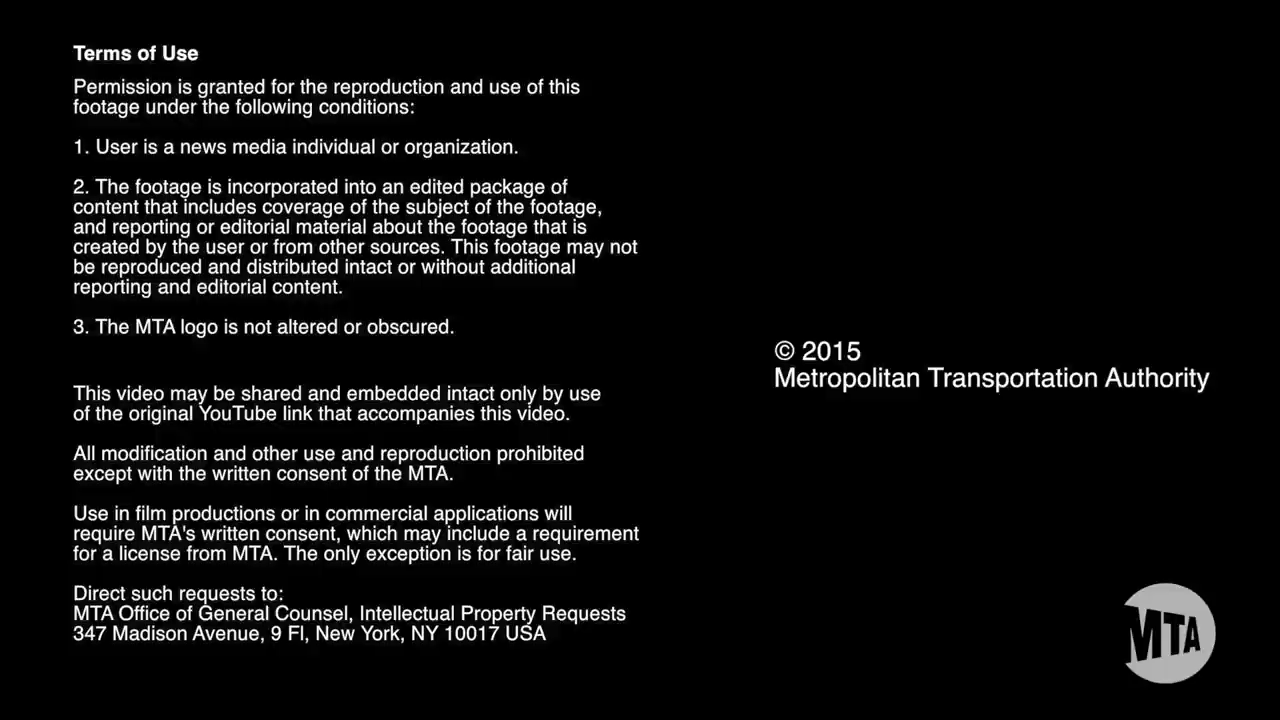 Terms of Use
Permission is granted for the reproduction and use of this
footage under the following conditions:
1. User is a news media individual or organization.
2. The footage is incorporated into an edited package of
content that includes coverage of the subject of the footage,
and reporting or editorial material about the footage that is
created by the user or from other sources. This footage may not
be reproduced and distributed intact or without additional
reporting and editorial content.
3. The MTA logo is not altered or obscured.
This video may be shared and embedded intact only by use
of the original YouTube link that accompanies this video.
All modification and other use and reproduction prohibited
except with the written consent of the MTA.
Use in film productions or in commercial applications will
require MTA's written consent, which may include a requirement
for a license from MTA. The only exception is for fair use.
Direct such requests to:
MTA Office of General Counsel, Intellectual Property Requests
347 Madison Avenue, 9 Fl, New York, NY 10017 USA
© 2015
Metropolitan Transportation Authority
MTA